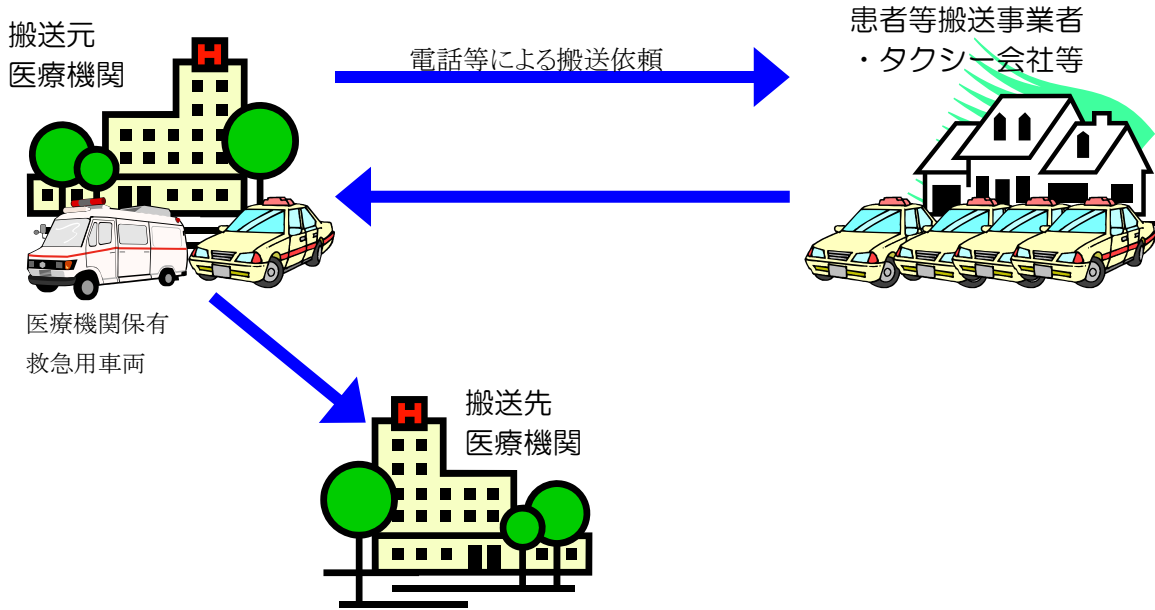 搬送元
医療機関
電話等による搬送依頼
患者等搬送事業者
・タクシー会社等
H
医療機関保有
救急用車両
H
搬送先
医療機関